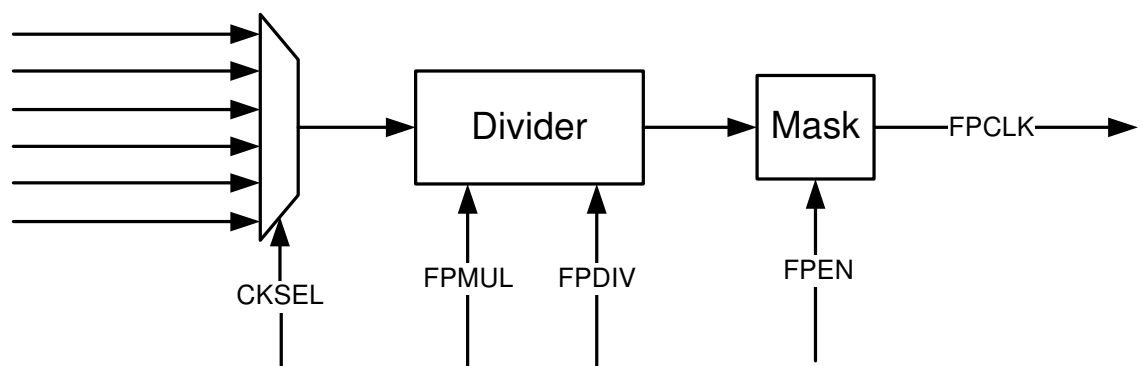 Divider
Mask
FPCLK
CKSEL
FPMUL
FPDIV
FPEN